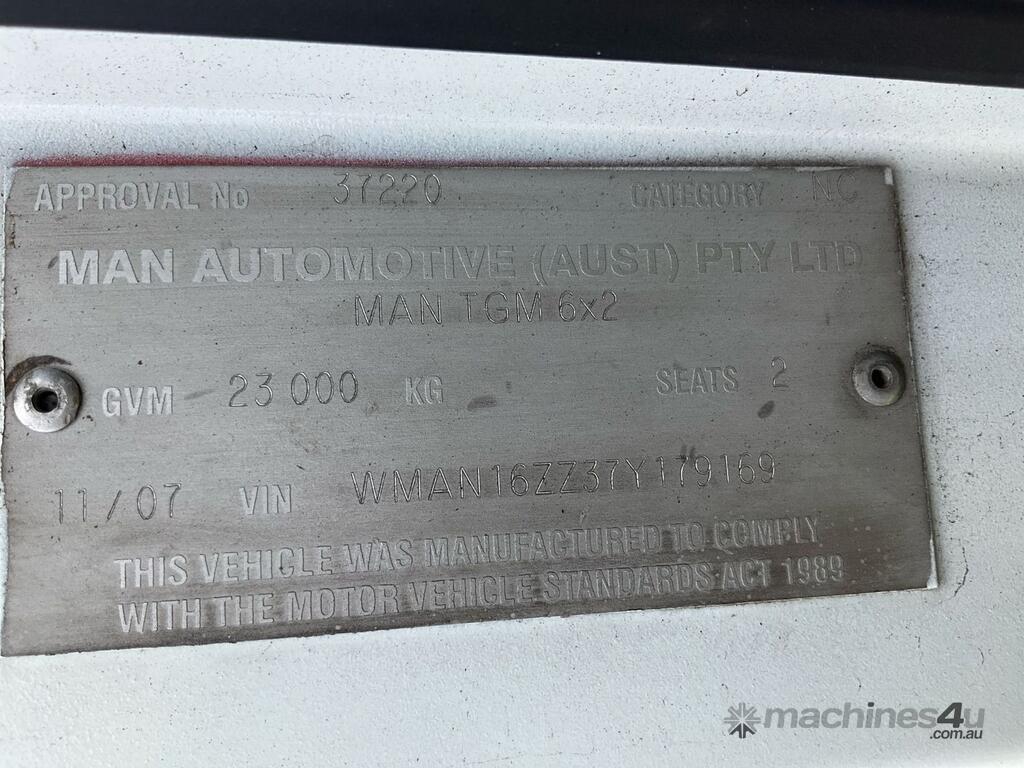 APPROVAL No 37220 CATEGORY NC
MAN AUTOMOTIVE (AUST) PTY LTD
MAN TGM 6x2
GVM 23 000 KG SEATS 2
11/07 VIN WMAN16ZZ37Y179169
THIS VEHICLE WAS MANUFACTURED TO COMPLY
WITH THE MOTOR VEHICLE STANDARDS ACT 1989
machines4u
.com.au